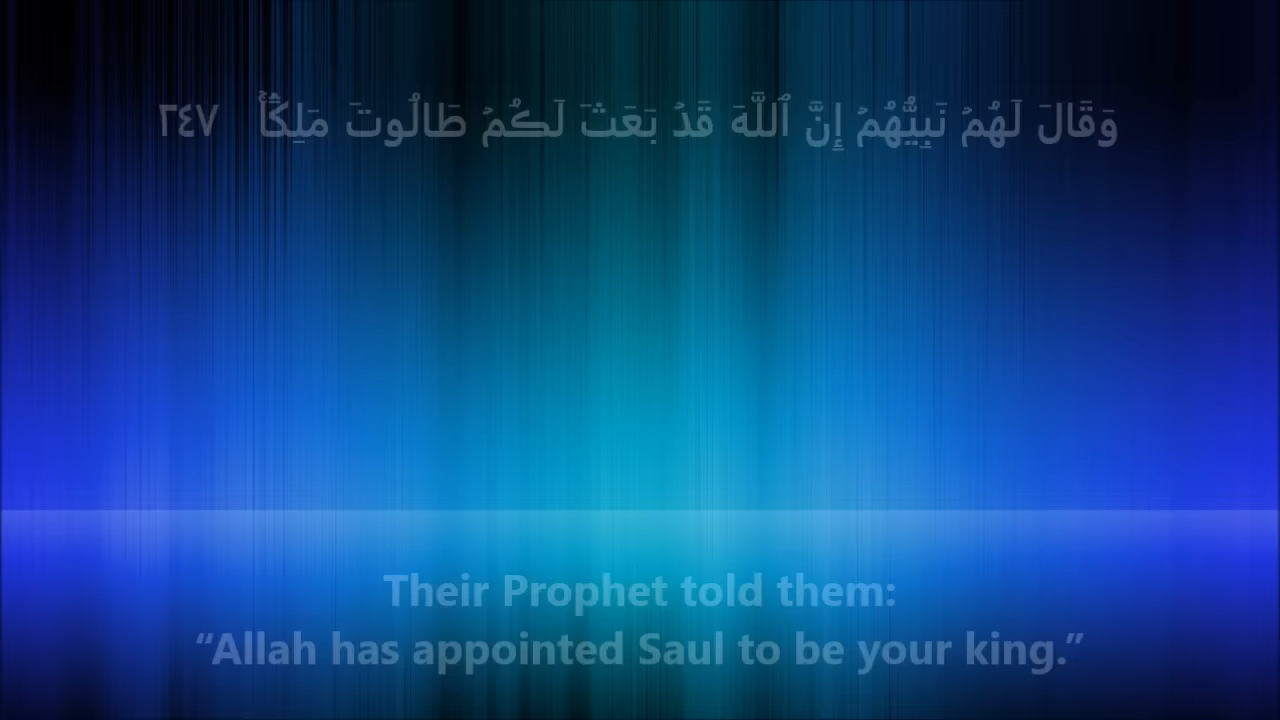 وَقَالَ لَهُمۡ نَبِيُّهُمۡ إِنَّ ٱللَّهَ قَدۡ بَعَثَ لَكُمۡ طَالُوتَ مَلِكٗاۚ ٢٤٧
Their Prophet told them:
“Allah has appointed Saul to be your king.”